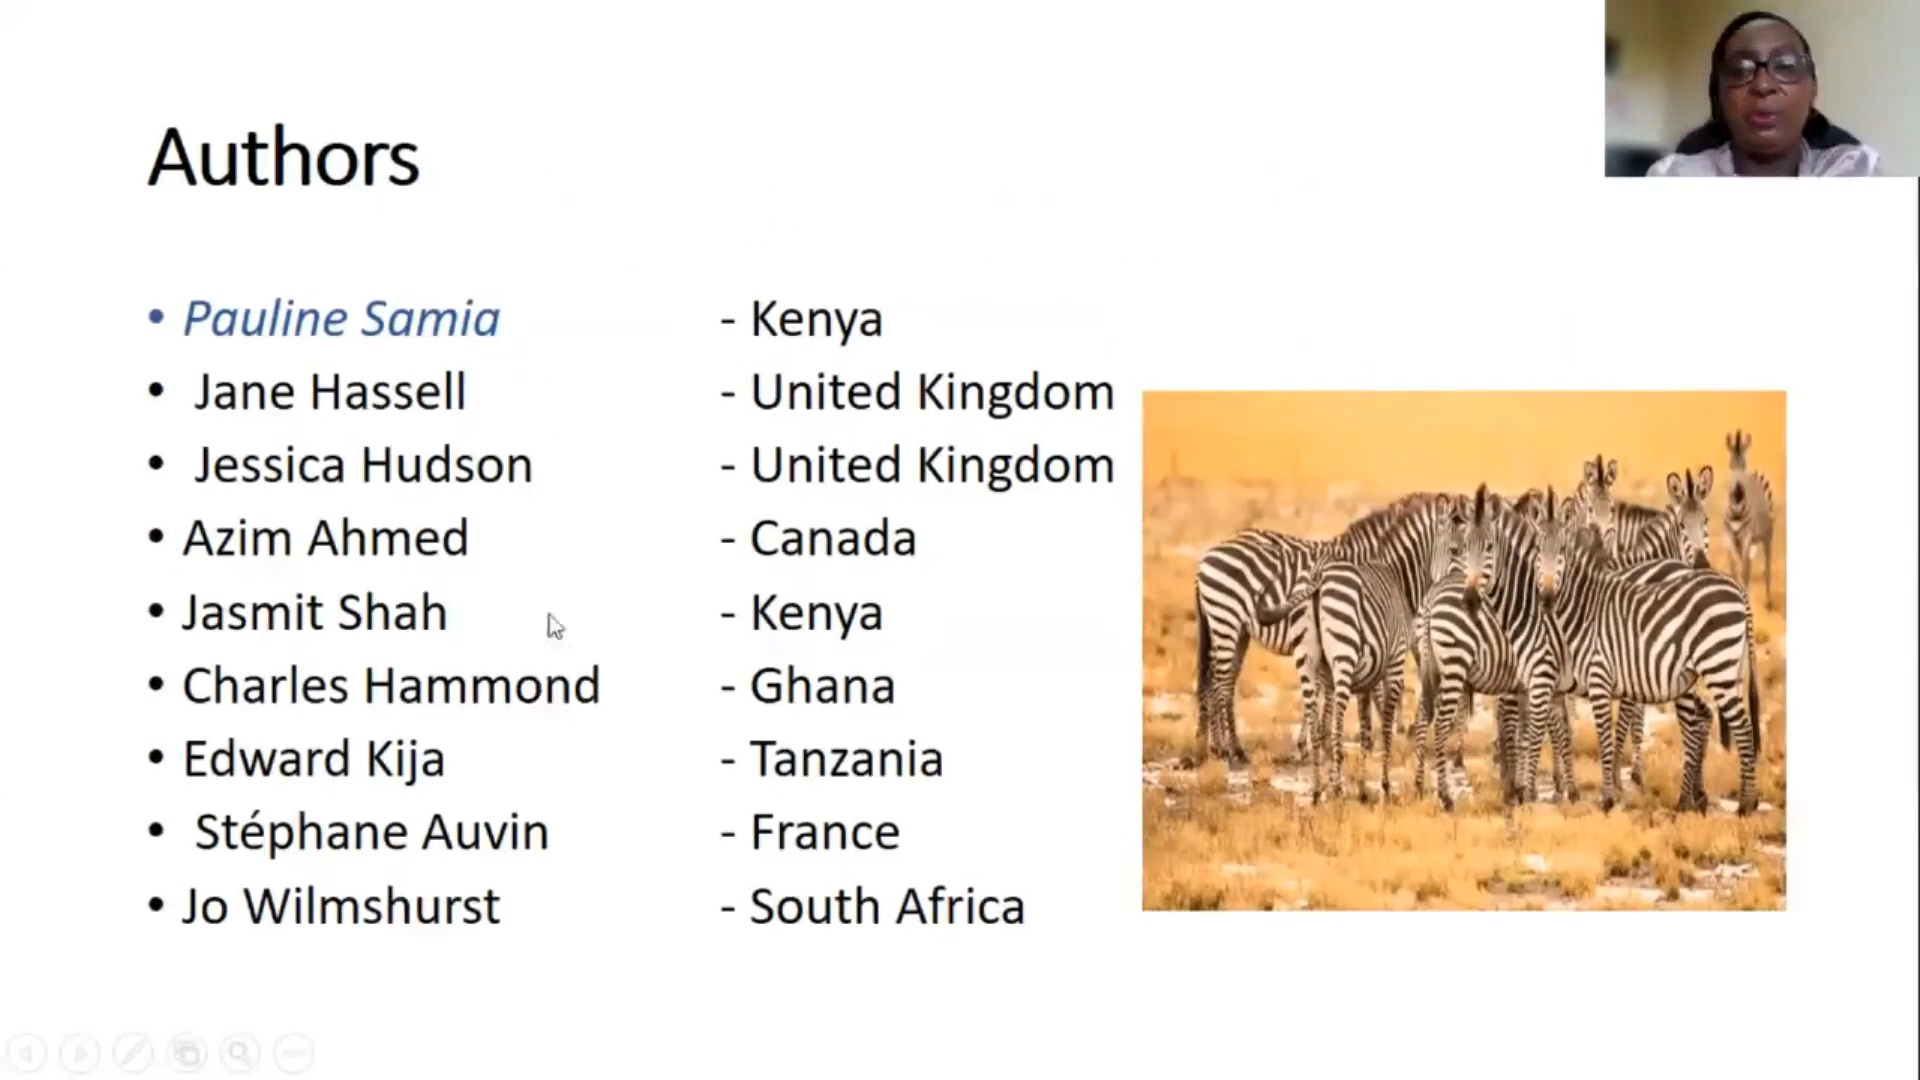 Authors
• Pauline Samia - Kenya
• Jane Hassell - United Kingdom
• Jessica Hudson - United Kingdom
• Azim Ahmed - Canada
• Jasmit Shah - Kenya
• Charles Hammond - Ghana
• Edward Kija - Tanzania
• Stéphane Auvin - France
• Jo Wilmshurst - South Africa